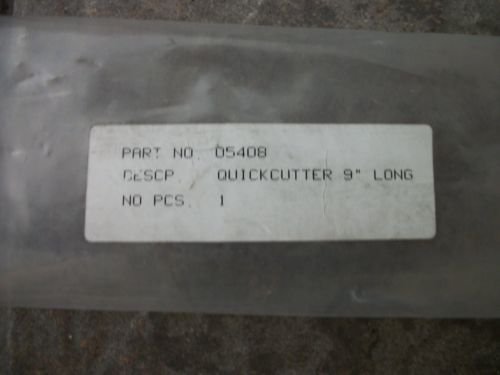 PART NO. 05408
DESCP. QUICKCUTTER 9" LONG
NO PCS. 1